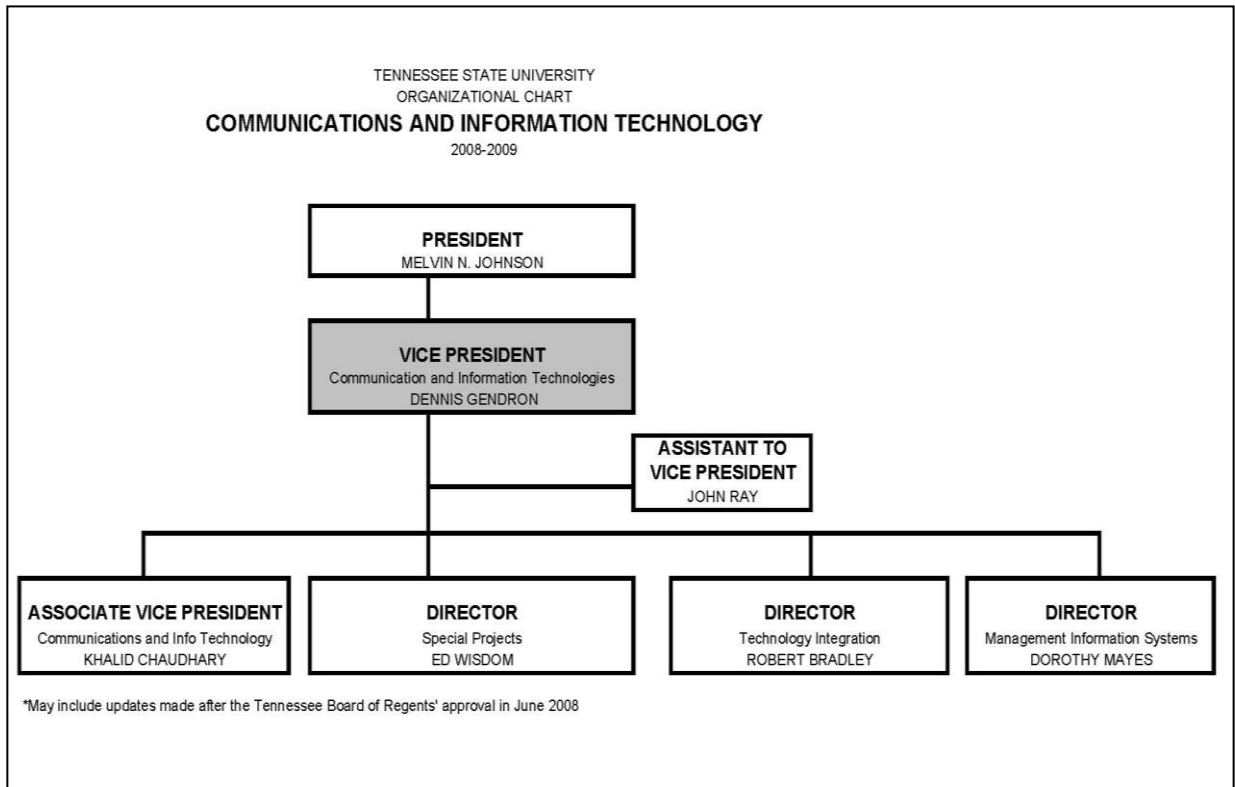 TENNESSEE STATE UNIVERSITY
ORGANIZATIONAL CHART
COMMUNICATIONS AND INFORMATION TECHNOLOGY
2008-2009
PRESIDENT
MELVIN N. JOHNSON
VICE PRESIDENT
Communication and Information Technologies
DENNIS GENDRON
ASSISTANT TO
VICE PRESIDENT
JOHN RAY
ASSOCIATE VICE PRESIDENT
Communications and Info Technology
KHALID CHAUDHARY
DIRECTOR
Special Projects
ED WISDOM
DIRECTOR
Technology Integration
ROBERT BRADLEY
DIRECTOR
Management Information Systems
DOROTHY MAYES
*May include updates made after the Tennessee Board of Regents' approval in June 2008